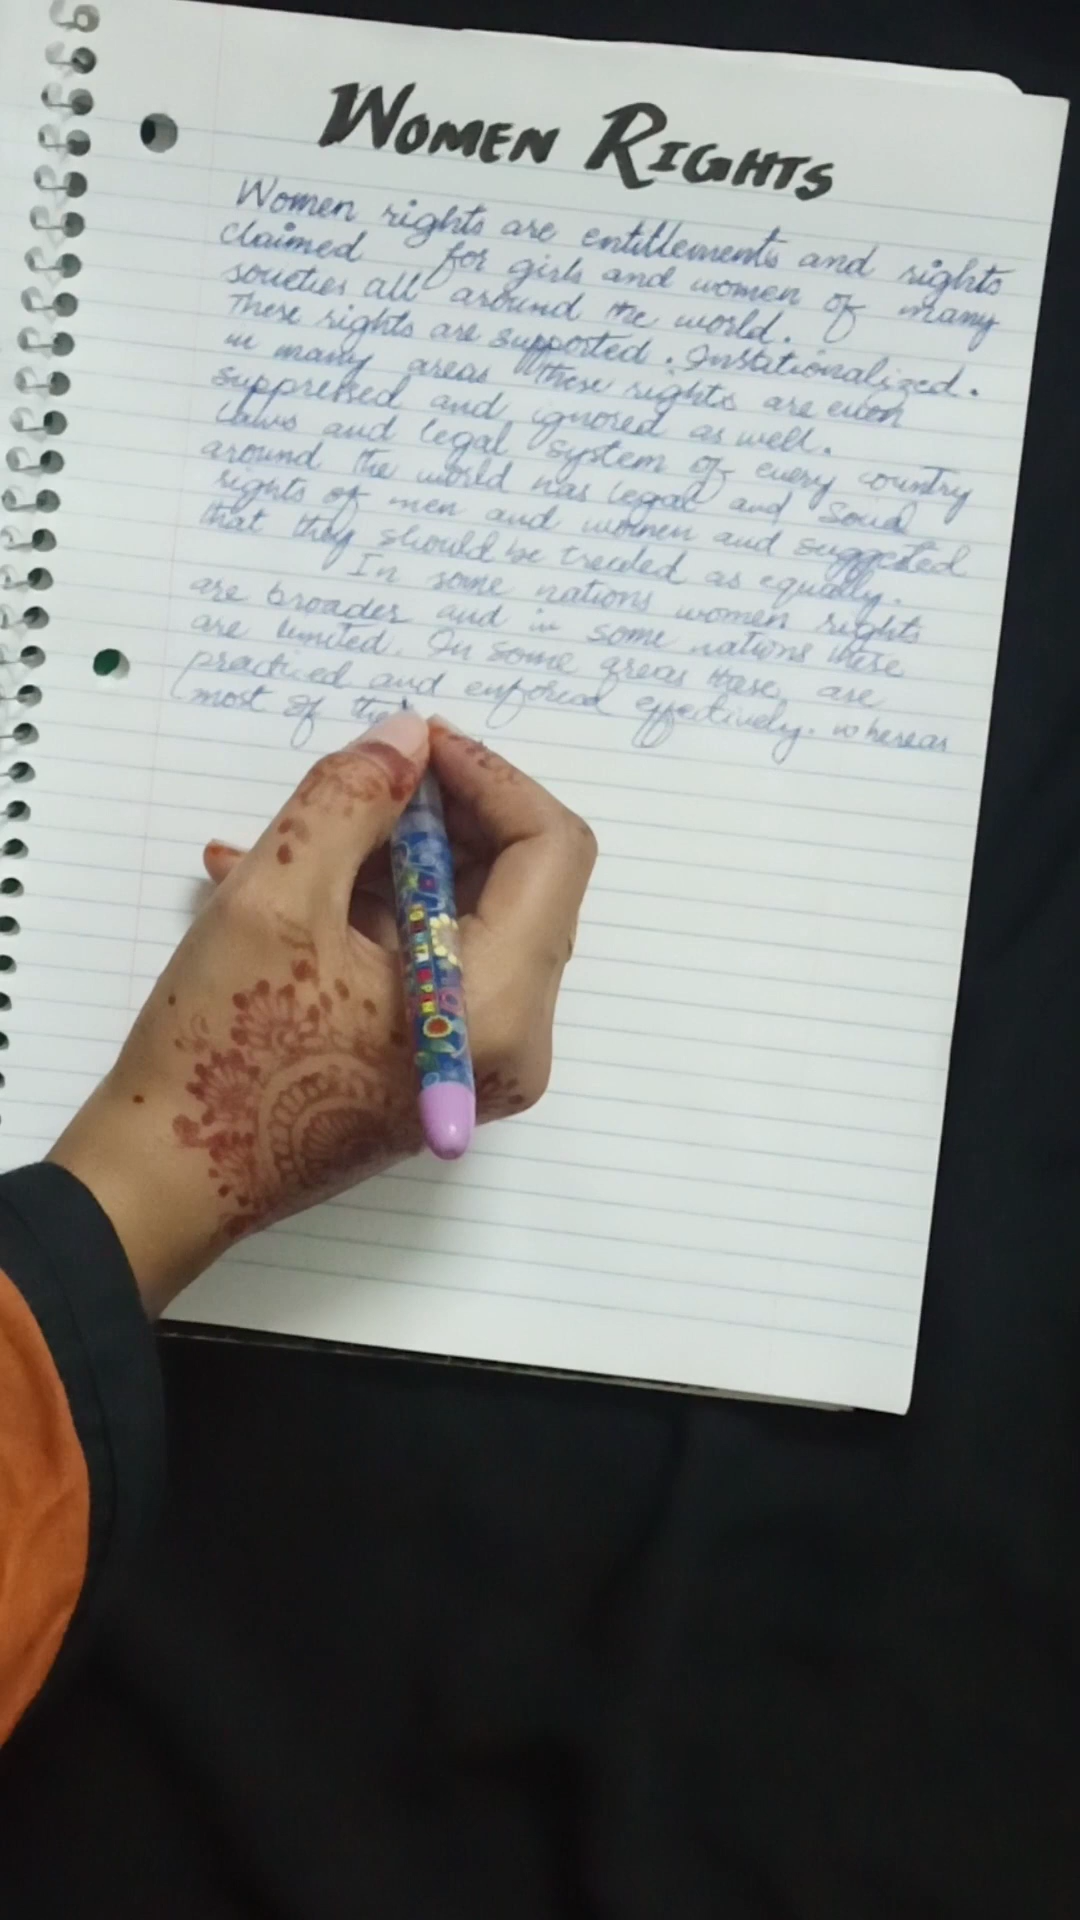 WOMEN RIGHTS
Women rights are entitlements and rights
claimed for girls and women of many
societies all around the world.
These rights are supported. Instationalized.
in many areas these rights are even
suppressed and ignored as well.
Laws and legal system of every country
around the world has legal and Social
rights of men and women and suggested
that they should be treated as equally.
In some nations women rights
are broader and in some nations these
are limited. In some areas these are
practiced and enforced effectively. whereas
most of the